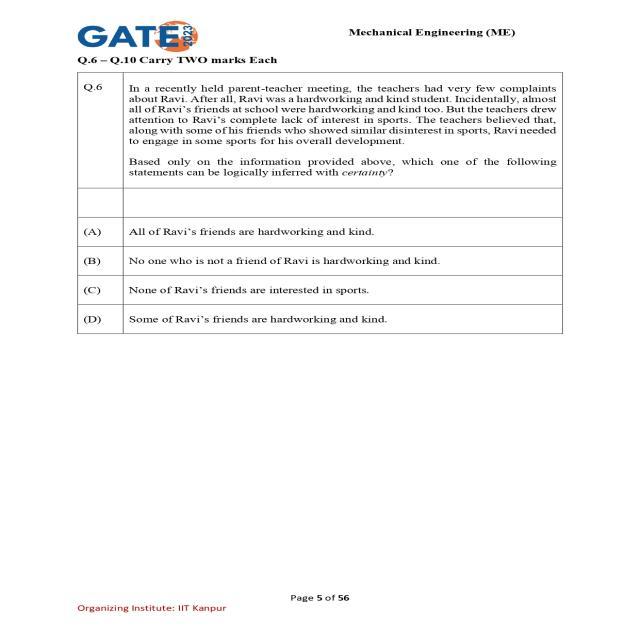 GATE 2023
Mechanical Engineering (ME)
Q.6 – Q.10 Carry TWO marks Each
Q.6 In a recently held parent-teacher meeting, the teachers had very few complaints
about Ravi. After all, Ravi was a hardworking and kind student. Incidentally, almost
all of Ravi's friends at school were hardworking and kind too. But the teachers drew
attention to Ravi's complete lack of interest in sports. The teachers believed that,
along with some of his friends who showed similar disinterest in sports, Ravi needed
to engage in some sports for his overall development.
Based only on the information provided above, which one of the following
statements can be logically inferred with certainty?
(A) All of Ravi's friends are hardworking and kind.
(B) No one who is not a friend of Ravi is hardworking and kind.
(C) None of Ravi's friends are interested in sports.
(D) Some of Ravi's friends are hardworking and kind.
Page 5 of 56
Organizing Institute: IIT Kanpur